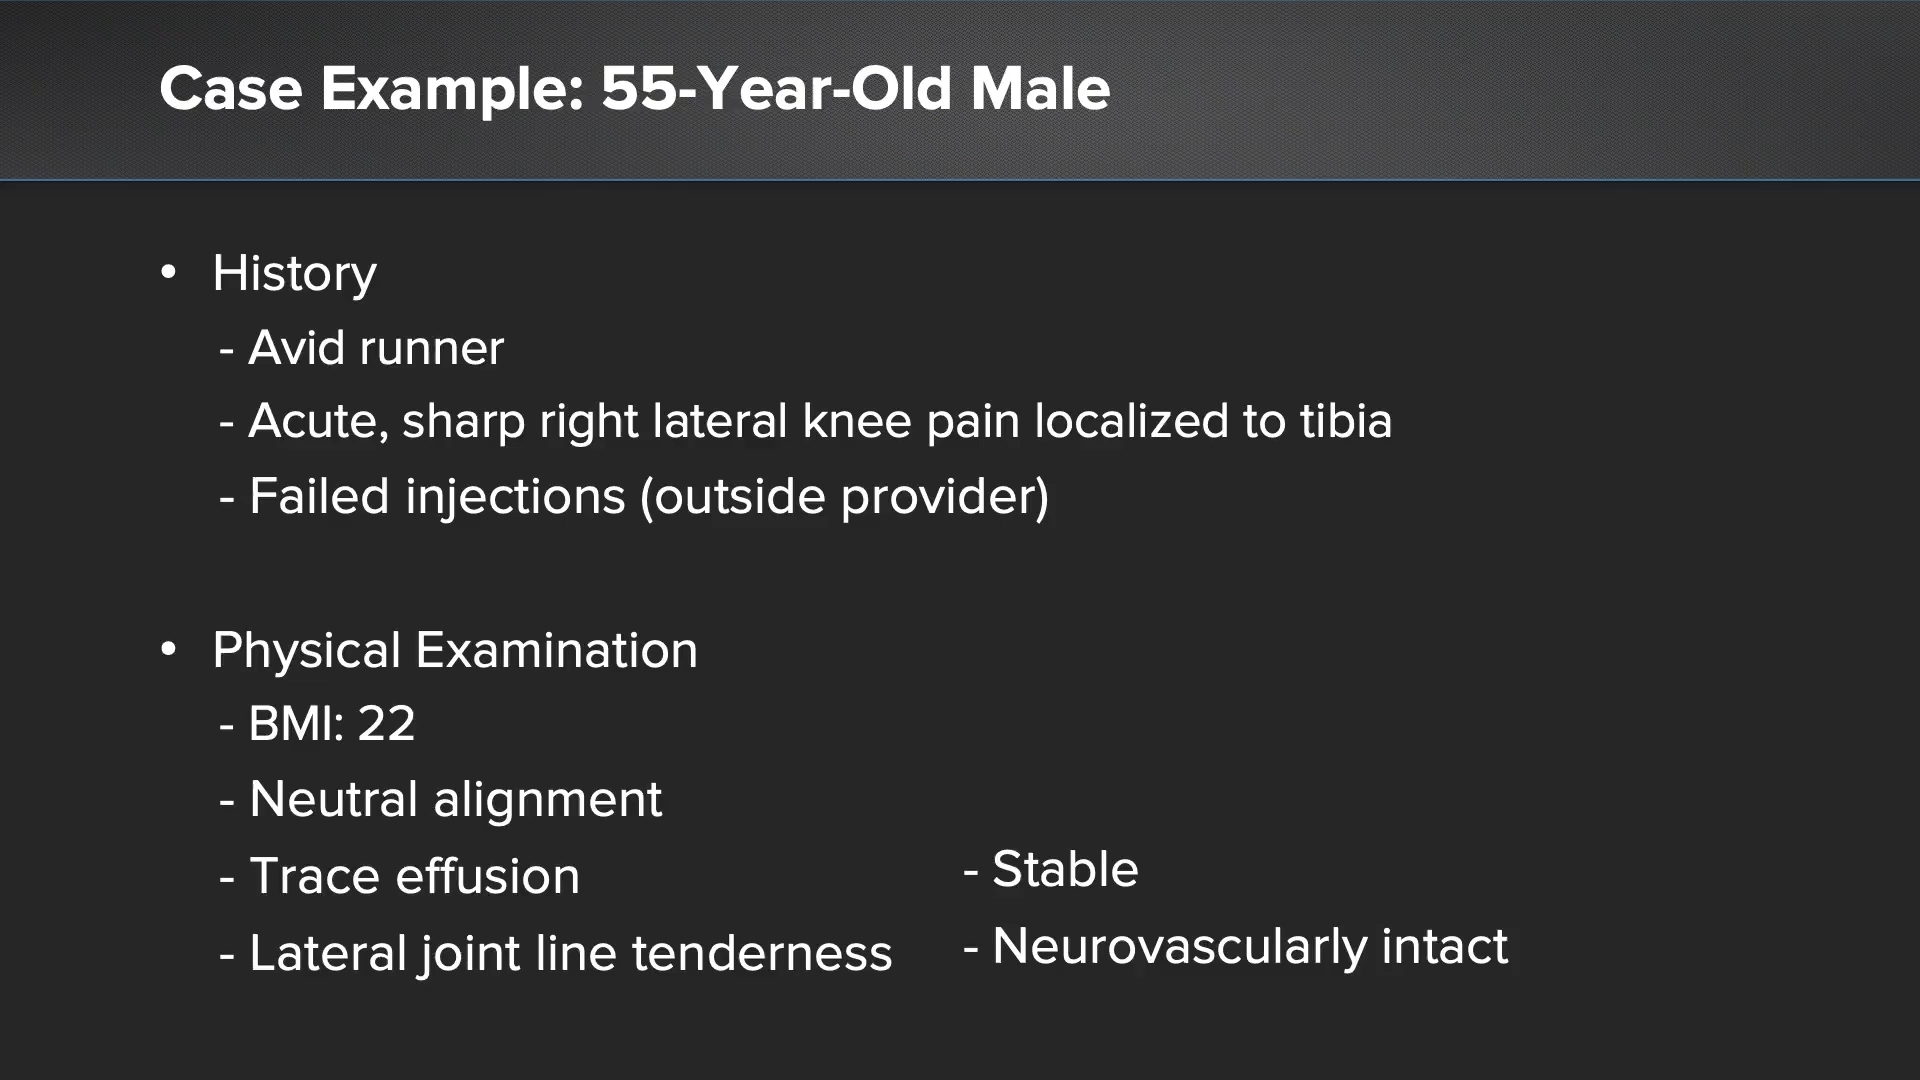 Case Example: 55-Year-Old Male
• History
- Avid runner
- Acute, sharp right lateral knee pain localized to tibia
- Failed injections (outside provider)
• Physical Examination
- BMI: 22
- Neutral alignment
- Trace effusion
- Lateral joint line tenderness
- Stable
- Neurovascularly intact